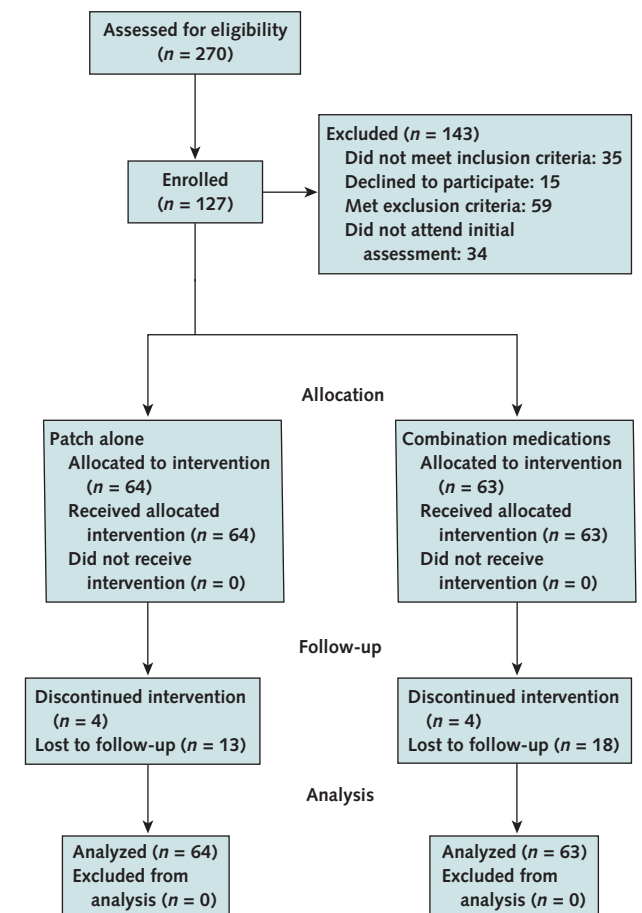 Assessed for eligibility
(n = 270)
Enrolled
(n = 127)
Excluded (n = 143)
Did not meet inclusion criteria: 35
Declined to participate: 15
Met exclusion criteria: 59
Did not attend initial
assessment: 34
Allocation
Patch alone
Allocated to intervention
(n = 64)
Received allocated
intervention (n = 64)
Did not receive
intervention (n = 0)
Combination medications
Allocated to intervention
(n = 63)
Received allocated
intervention (n = 63)
Did not receive
intervention (n = 0)
Follow-up
Discontinued intervention
(n = 4)
Lost to follow-up (n = 13)
Discontinued intervention
(n = 4)
Lost to follow-up (n = 18)
Analysis
Analyzed (n = 64)
Excluded from
analysis (n = 0)
Analyzed (n = 63)
Excluded from
analysis (n = 0)